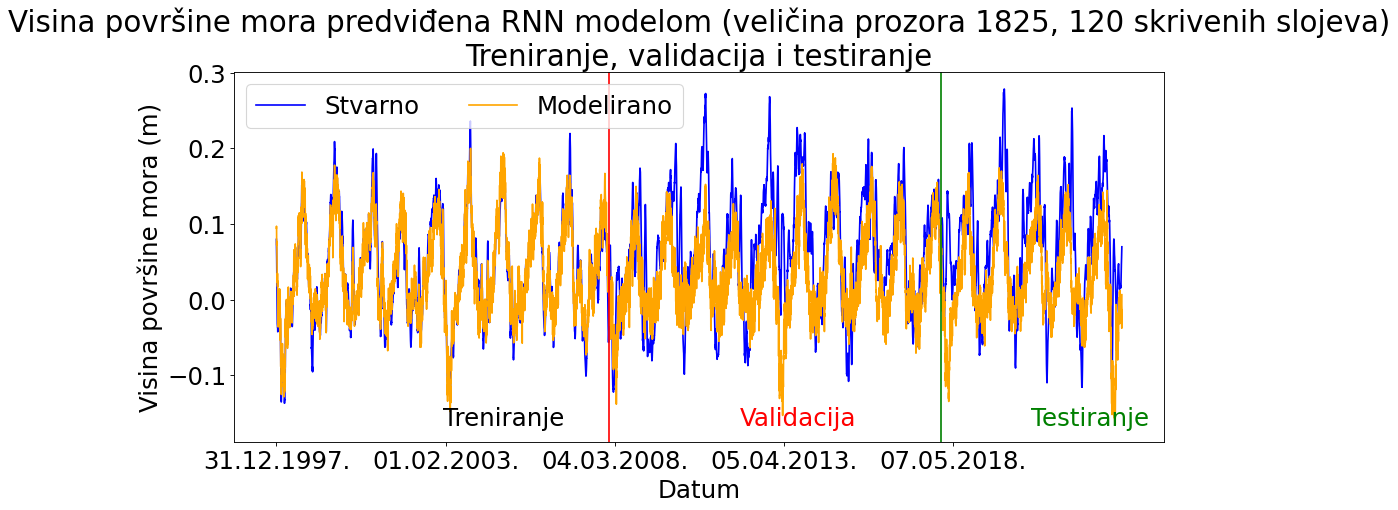 Visina površine mora predviđena RNN modelom (veličina prozora 1825, 120 skrivenih slojeva)
Treniranje, validacija i testiranje
Stvarno
Modelirano
Visina površine mora (m)
0.3
0.2
0.1
0.0
−0.1
Treniranje
Validacija
Testiranje
31.12.1997.
01.02.2003.
04.03.2008.
05.04.2013.
07.05.2018.
Datum